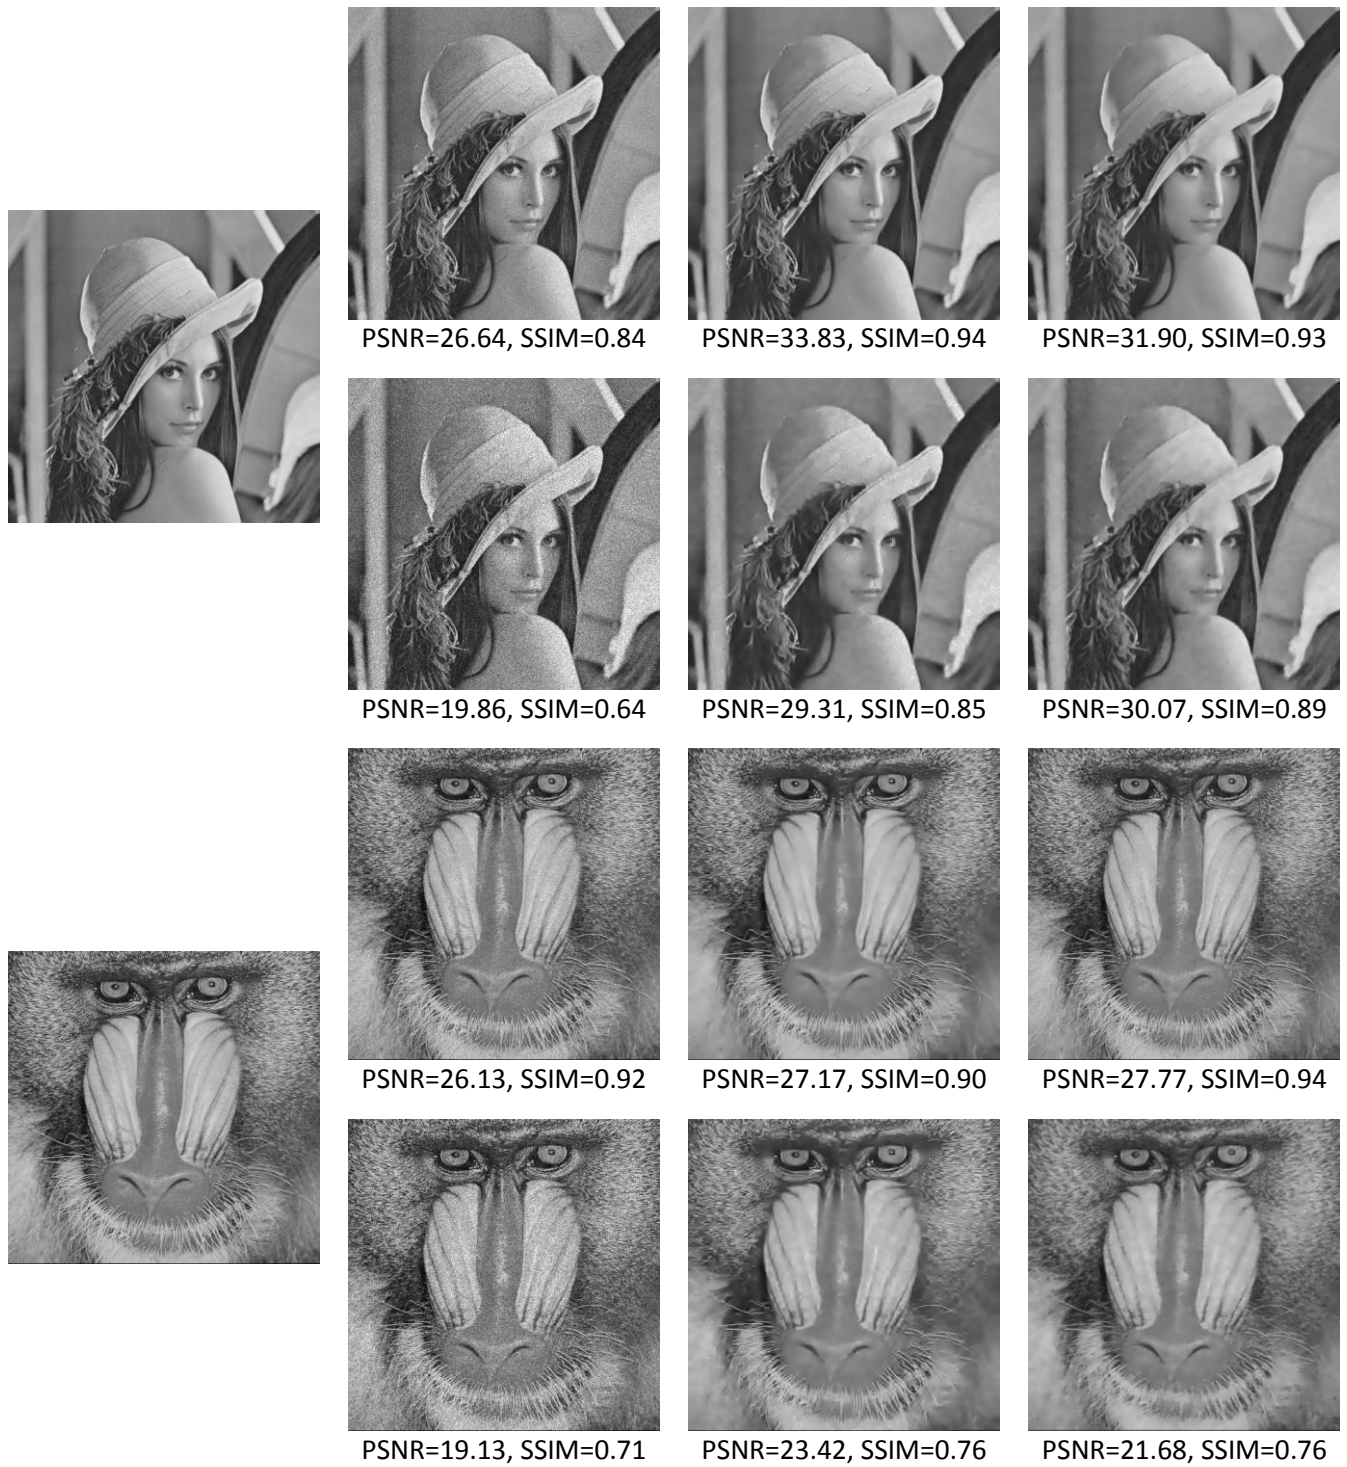 PSNR=26.64, SSIM=0.84
PSNR=33.83, SSIM=0.94
PSNR=31.90, SSIM=0.93
PSNR=19.86, SSIM=0.64
PSNR=29.31, SSIM=0.85
PSNR=30.07, SSIM=0.89
PSNR=26.13, SSIM=0.92
PSNR=27.17, SSIM=0.90
PSNR=27.77, SSIM=0.94
PSNR=19.13, SSIM=0.71
PSNR=23.42, SSIM=0.76
PSNR=21.68, SSIM=0.76